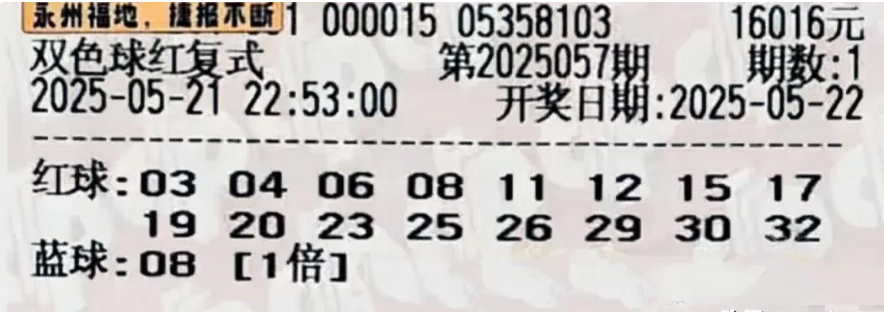 永州福地，捷报不断
1 000015 05358103 16016元
双色球红复式 第2025057期 期数:1
2025-05-21 22:53:00 开奖日期:2025-05-22
红球:03 04 06 08 11 12 15 17
19 20 23 25 26 29 30 32
蓝球:08 [1倍]